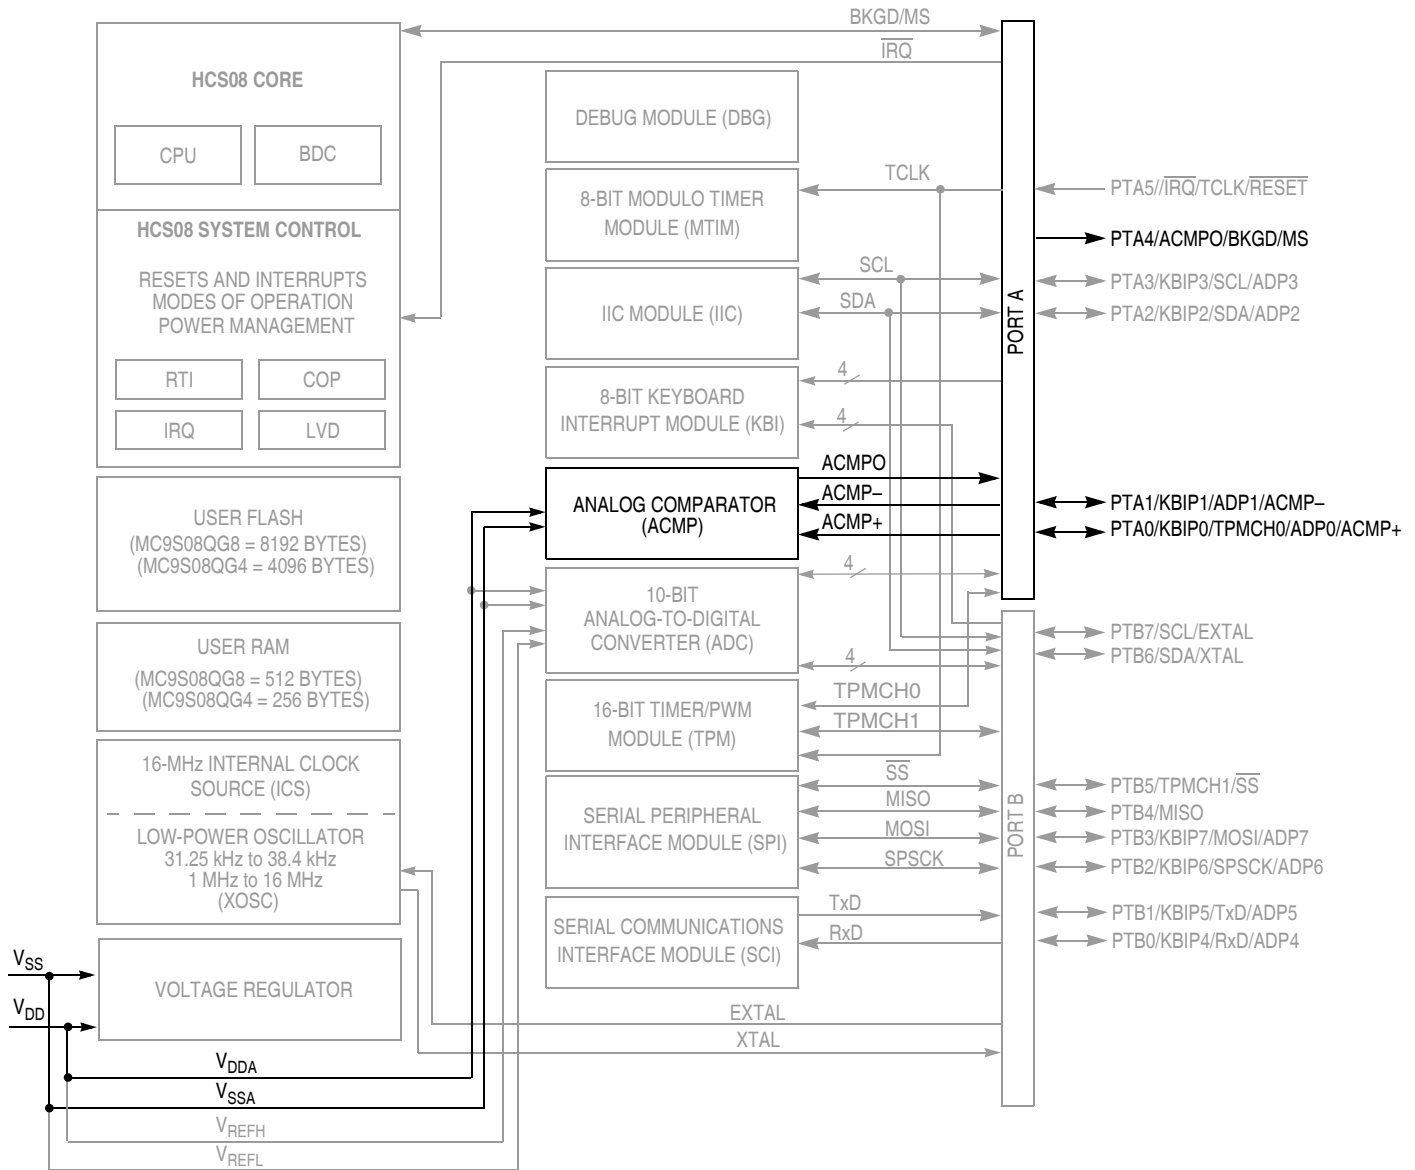 BKGD/MS
IRQ
HCS08 CORE
CPU
BDC
HCS08 SYSTEM CONTROL
RESETS AND INTERRUPTS
MODES OF OPERATION
POWER MANAGEMENT
RTI
COP
IRQ
LVD
USER FLASH
(MC9S08QG8 = 8192 BYTES)
(MC9S08QG4 = 4096 BYTES)
USER RAM
(MC9S08QG8 = 512 BYTES)
(MC9S08QG4 = 256 BYTES)
16-MHz INTERNAL CLOCK
SOURCE (ICS)
LOW-POWER OSCILLATOR
31.25 kHz to 38.4 kHz
1 MHz to 16 MHz
(XOSC)
VSS
VDD
VOLTAGE REGULATOR
VDDA
VSSA
VREFH
VREFL
DEBUG MODULE (DBG)
8-BIT MODULO TIMER
MODULE (MTIM)
TCLK
IIC MODULE (IIC)
SCL
SDA
8-BIT KEYBOARD
INTERRUPT MODULE (KBI)
4
4
ANALOG COMPARATOR
(ACMP)
ACMPO
ACMP–
ACMP+
10-BIT
ANALOG-TO-DIGITAL
CONVERTER (ADC)
4
4
16-BIT TIMER/PWM
MODULE (TPM)
TPMCH0
TPMCH1
SERIAL PERIPHERAL
INTERFACE MODULE (SPI)
SS
MISO
MOSI
SPSCK
SERIAL COMMUNICATIONS
INTERFACE MODULE (SCI)
TxD
RxD
EXTAL
XTAL
PORT A
PORT B
PTA5//IRQ/TCLK/RESET
PTA4/ACMPO/BKGD/MS
PTA3/KBIP3/SCL/ADP3
PTA2/KBIP2/SDA/ADP2
PTA1/KBIP1/ADP1/ACMP–
PTA0/KBIP0/TPMCH0/ADP0/ACMP+
PTB7/SCL/EXTAL
PTB6/SDA/XTAL
PTB5/TPMCH1/SS
PTB4/MISO
PTB3/KBIP7/MOSI/ADP7
PTB2/KBIP6/SPSCK/ADP6
PTB1/KBIP5/TxD/ADP5
PTB0/KBIP4/RxD/ADP4